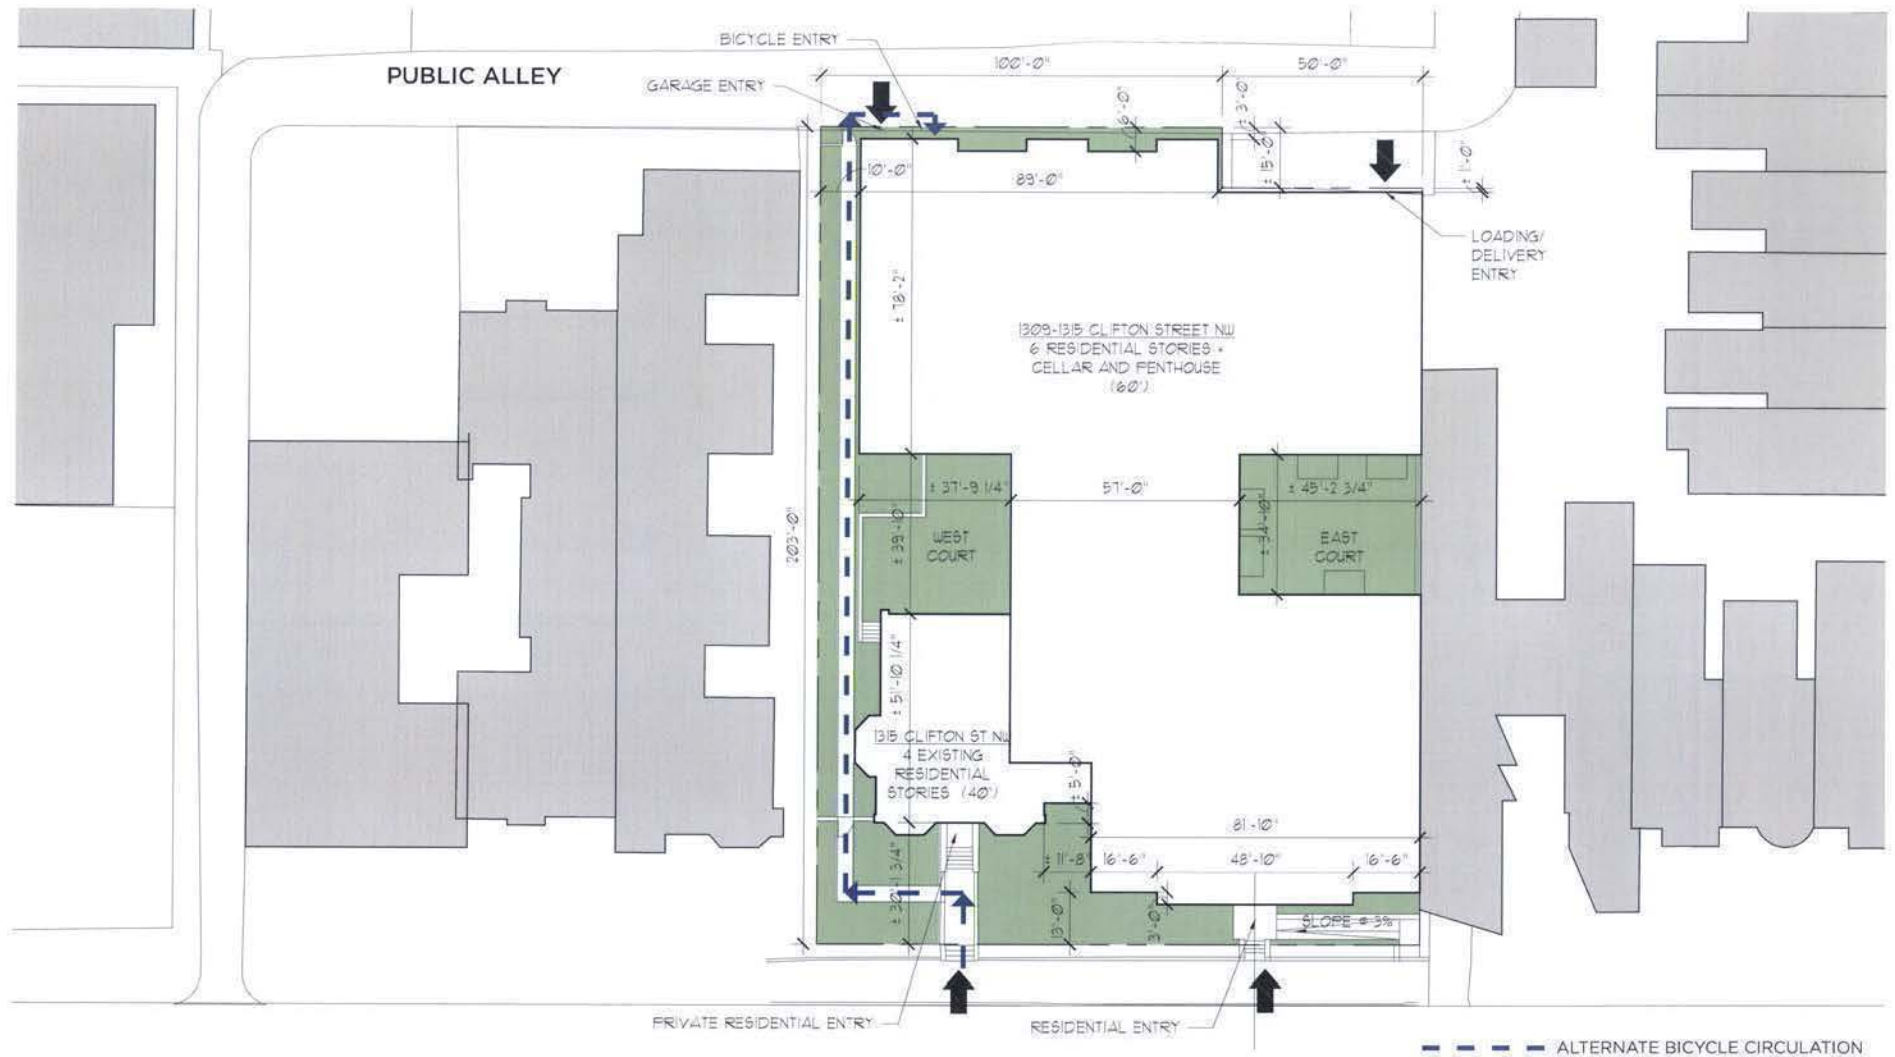 BICYCLE ENTRY
PUBLIC ALLEY
GARAGE ENTRY
100'-0"
50'-0"
6'-0"
± 3'-0"
± 15'-0"
± 1'-0"
10'-0"
89'-0"
LOADING/
DELIVERY
ENTRY
± 78'-2"
1309-1315 CLIFTON STREET NW
6 RESIDENTIAL STORIES +
CELLAR AND PENTHOUSE
(60')
± 37'-9 1/4"
57'-0"
± 45'-2 3/4"
203'-0"
± 39'-10"
WEST
COURT
± 34'-10"
EAST
COURT
± 51'-10 1/4"
1315 CLIFTON ST NW
4 EXISTING
RESIDENTIAL
STORIES (40')
± 5'-0"
81'-10"
11'-8"
16'-6"
48'-10"
16'-6"
± 30'-1 3/4"
13'-0"
3'-0"
SLOPE = 3%
PRIVATE RESIDENTIAL ENTRY
RESIDENTIAL ENTRY
ALTERNATE BICYCLE CIRCULATION